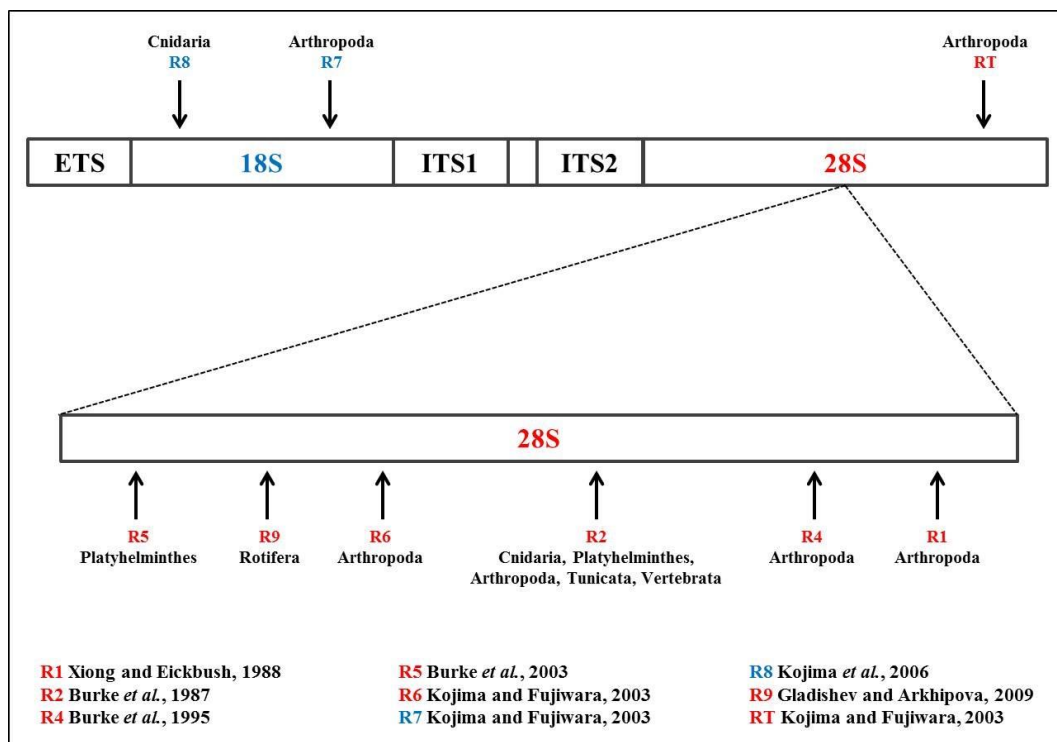 Cnidaria Arthropoda Arthropoda
R8 R7 RT
ETS 18S ITS1 ITS2 28S
28S
R5 R9 R6 R2 R4 R1
Platyhelminthes Rotifera Arthropoda Cnidaria, Platyhelminthes, Arthropoda Arthropoda
Arthropoda, Tunicata, Vertebrata
R1 Xiong and Eickbush, 1988 R5 Burke et al., 2003 R8 Kojima et al., 2006
R2 Burke et al., 1987 R6 Kojima and Fujiwara, 2003 R9 Gladishev and Arkhipova, 2009
R4 Burke et al., 1995 R7 Kojima and Fujiwara, 2003 RT Kojima and Fujiwara, 2003